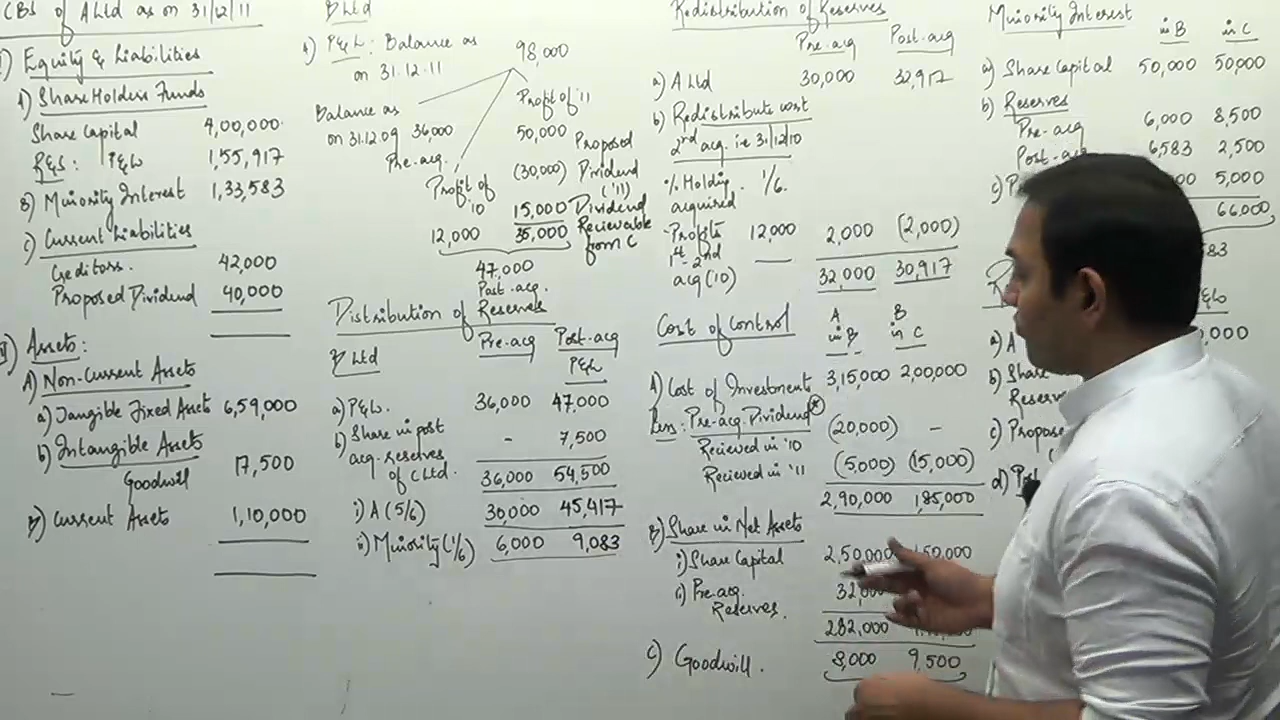 CBS of A Ltd as on 31/12/11
I) Equity & Liabilities
A) ShareHolders Funds
Share Capital 4,00,000
R&S: P&L 1,55,917
B) Minority Interest 1,33,583
C) Current Liabilities
Creditors. 42,000
Proposed Dividend 40,000
II) Assets:
A) Non-Current Assets
a) Tangible Fixed Assets 6,59,000
b) Intangible Assets
Goodwill 17,500
B) Current Assets 1,10,000
B Ltd
A) P&L: Balance as on 31.12.11 98,000
Balance as on 31.12.09 36,000
Pre-acq.
Profit of '10
12,000
Profit of '11
50,000
(30,000) Proposed Dividend ('11)
15,000 Dividend Recievable from C
35,000
47,000
Post-acq.
Distribution of Reserves
B Ltd Pre-acq Post-acq
P&L
a) P&L. 36,000 47,000
b) Share in post acq. reserves of C Ltd. - 7,500
36,000 54,500
i) A (5/6) 30,000 45,417
ii) Minority (1/6) 6,000 9,083
Redistribution of Reserves
Pre-acq Post-acq
a) A Ltd 30,000 32,917
b) Redistribute cost
2nd acq. i.e 31/12/10
% Holding acquired . 1/6.
- Profits 12,000 2,000 (2,000)
1st - 2nd acq (10)
32,000 30,917
Cost of Control
A in B B in C
A) Cost of Investment 3,15,000 2,00,000
Less: Pre-acq. Dividend*
Recieved in '10 (20,000) -
Recieved in '11 (5,000) (15,000)
2,90,000 1,85,000
B) Share in Net Assets
i) Share Capital 2,50,000 150,000
ii) Pre-acq. Reserves. 32,000
282,000
C) Goodwill. 8,000 9,500
Minority Interest
in B in C
a) Share Capital 50,000 50,000
b) Reserves
Pre-acq 6,000 8,500
Post-acq 6,583 2,500
c) 5,000
66,000
a) A
b) Share
Reserves
c) Propose
d)